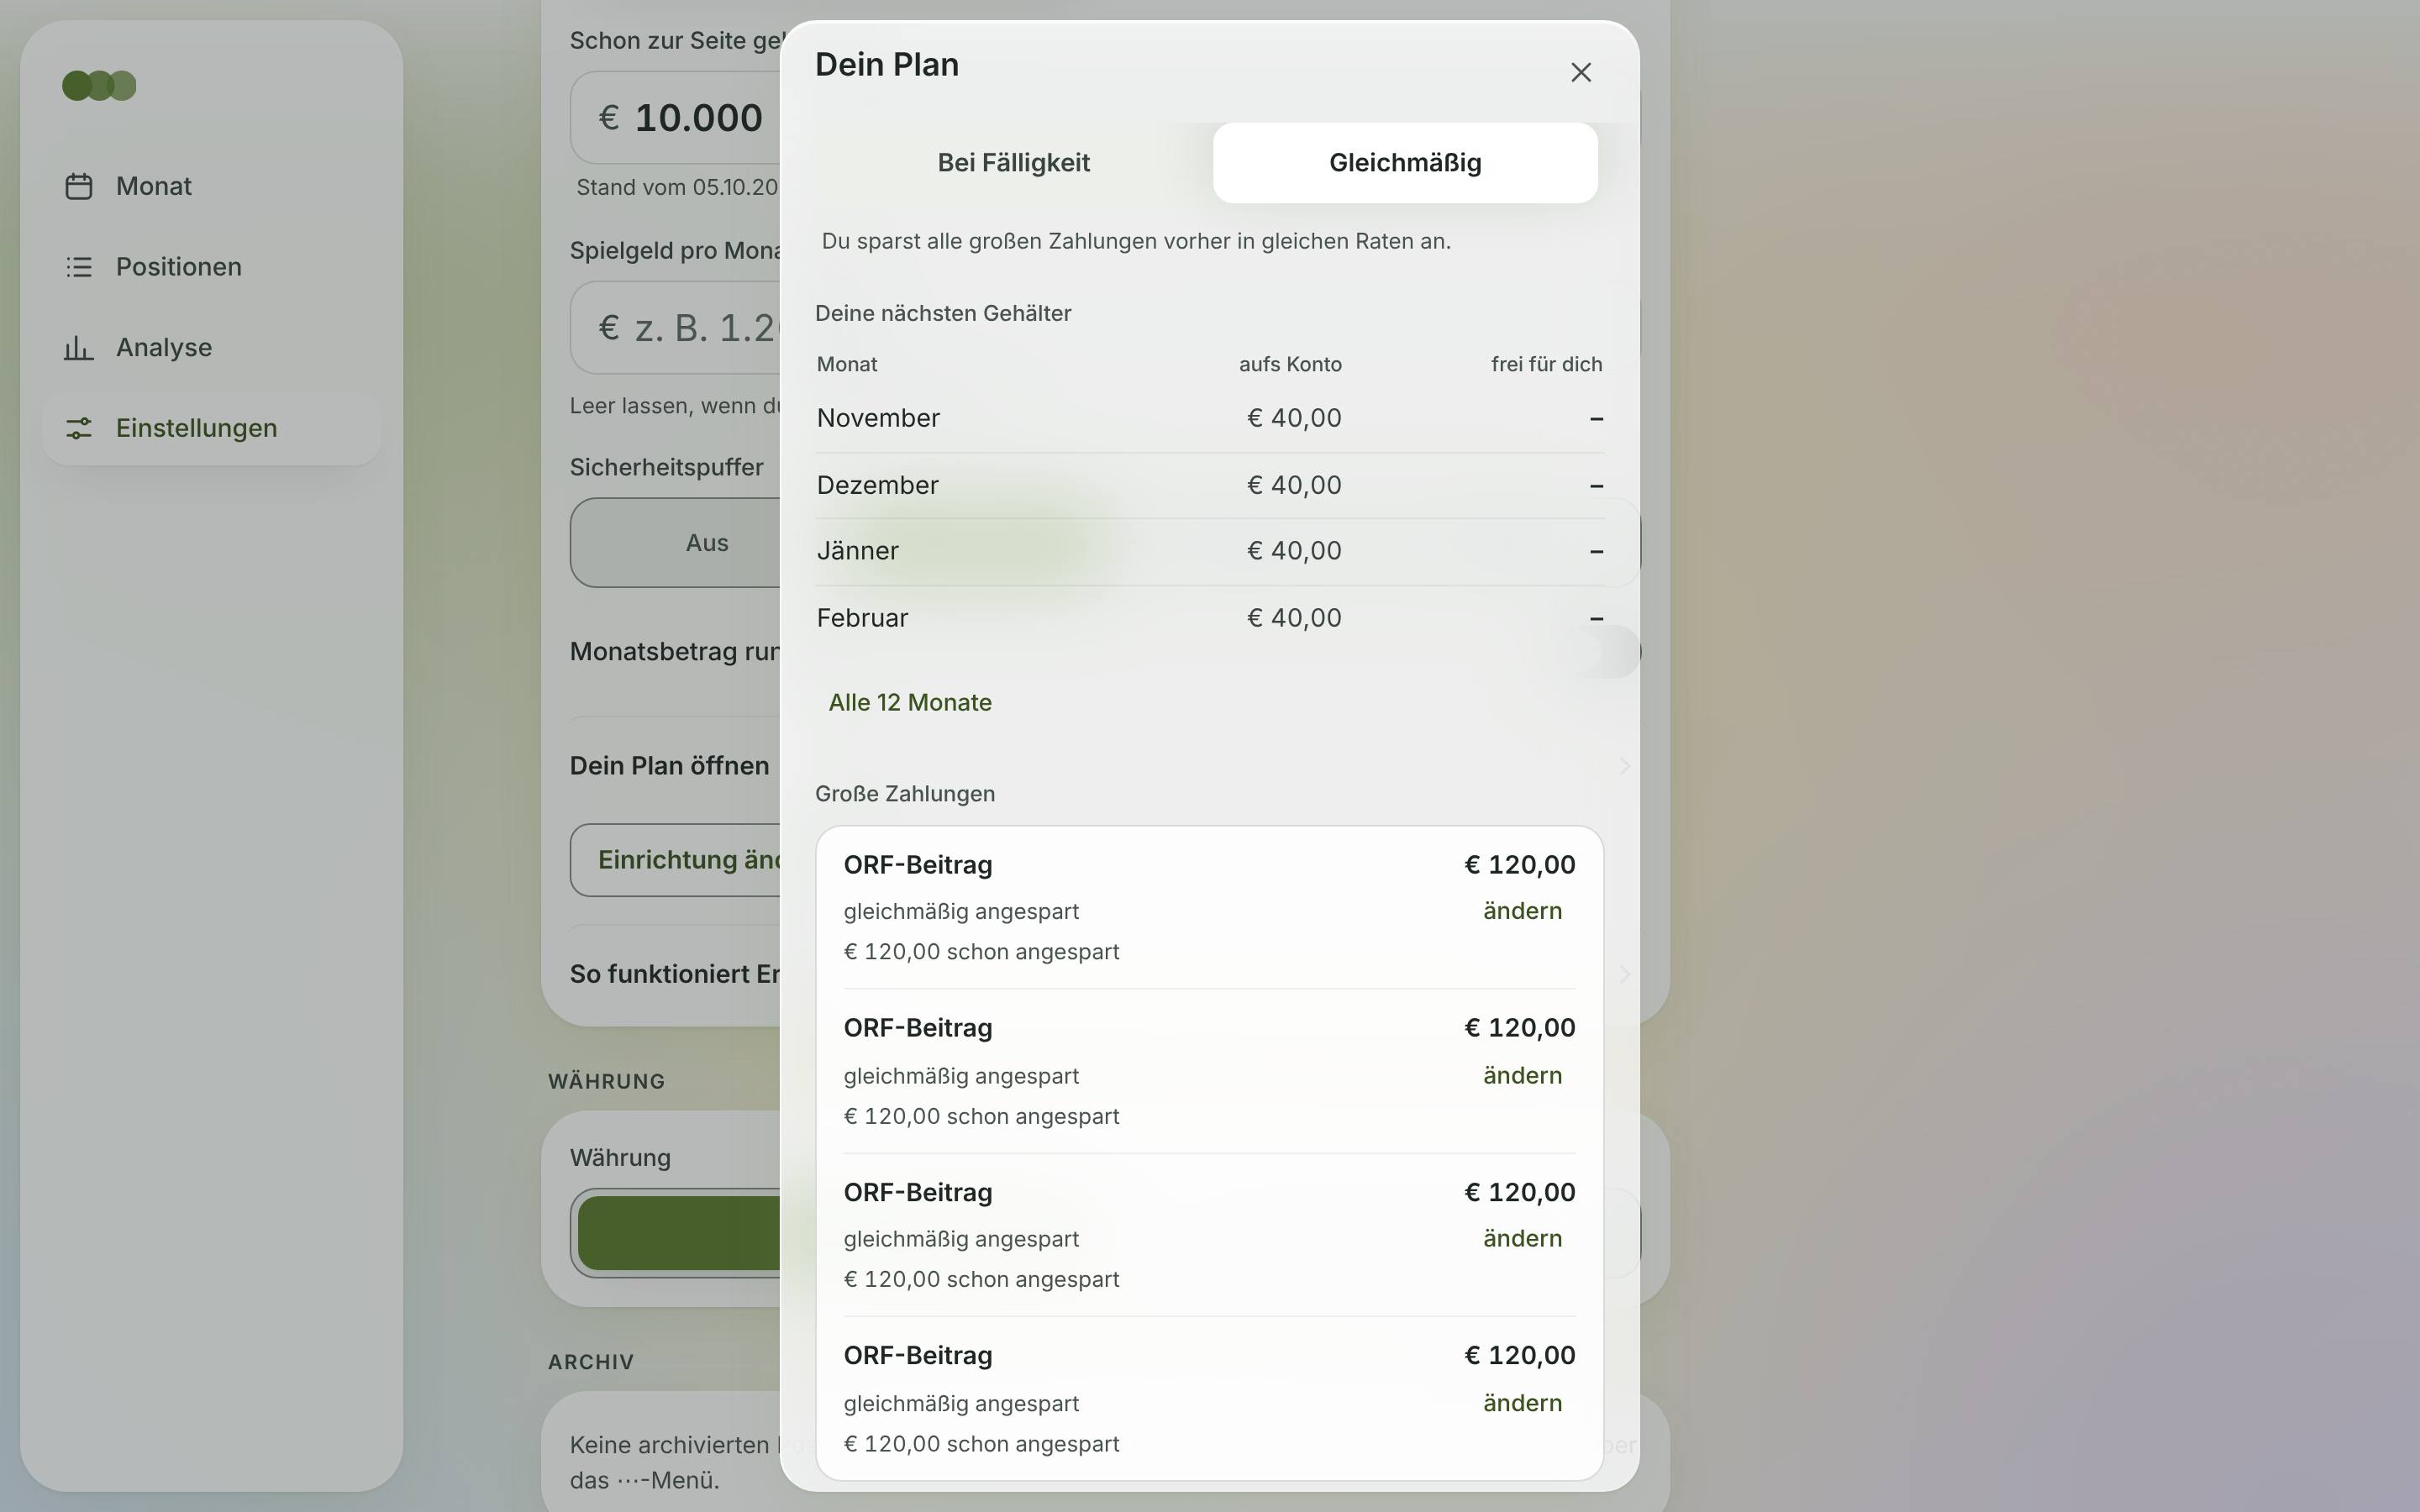 Monat
Positionen
Analyse
Einstellungen
Schon zur Seite
€ 10.000
Stand vom 05.10.20
Spielgeld pro
€ z. B.
Leer lassen, wenn
Sicherheitspuffer
Aus
Monatsbetrag
Dein Plan öffnen
Einrichtung
So funktioniert
WÄHRUNG
Währung
ARCHIV
Keine archivierten
das ···-Menü.
Dein Plan
Bei Fälligkeit
Gleichmäßig
Du sparst alle großen Zahlungen vorher in gleichen Raten an.
Deine nächsten Gehälter
Monat aufs Konto frei für dich
November € 40,00 –
Dezember € 40,00 –
Jänner € 40,00 –
Februar € 40,00 –
Alle 12 Monate
Große Zahlungen
ORF-Beitrag € 120,00
gleichmäßig angespart ändern
€ 120,00 schon angespart
ORF-Beitrag € 120,00
gleichmäßig angespart ändern
€ 120,00 schon angespart
ORF-Beitrag € 120,00
gleichmäßig angespart ändern
€ 120,00 schon angespart
ORF-Beitrag € 120,00
gleichmäßig angespart ändern
€ 120,00 schon angespart